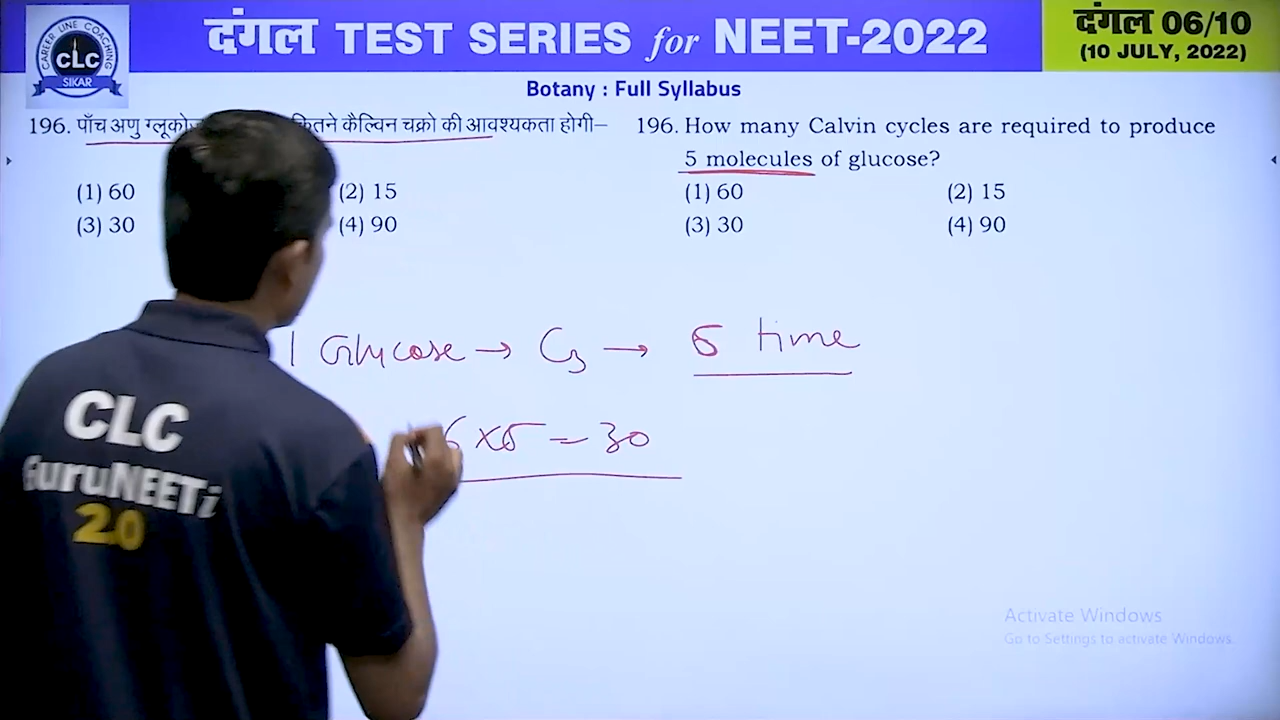 CAREER LINE COACHING
CLC
SIKAR
दंगल TEST SERIES for NEET-2022
दंगल 06/10
(10 JULY, 2022)
Botany : Full Syllabus
196. पाँच अणु कितने कैल्विन चक्रो की आवश्यकता होगी–
(1) 60 (2) 15
(3) 30 (4) 90
196. How many Calvin cycles are required to produce
5 molecules of glucose?
(1) 60 (2) 15
(3) 30 (4) 90
1 Glucose → C3 → 6 time
6 × 5 = 30
CLC
GuruNEETi
2.0
Activate Windows
Go to Settings to activate Windows.